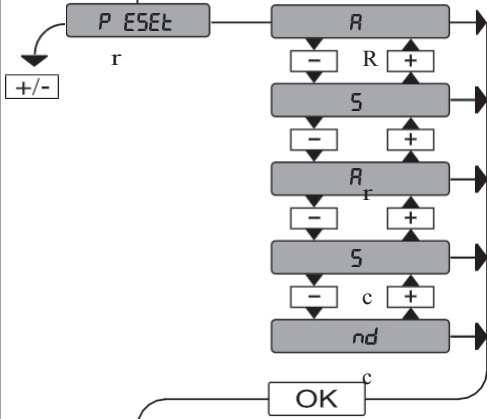 P ESEt A
r - R +
+/-
S
- +
A
r
- +
S
- c +
nd
c
OK